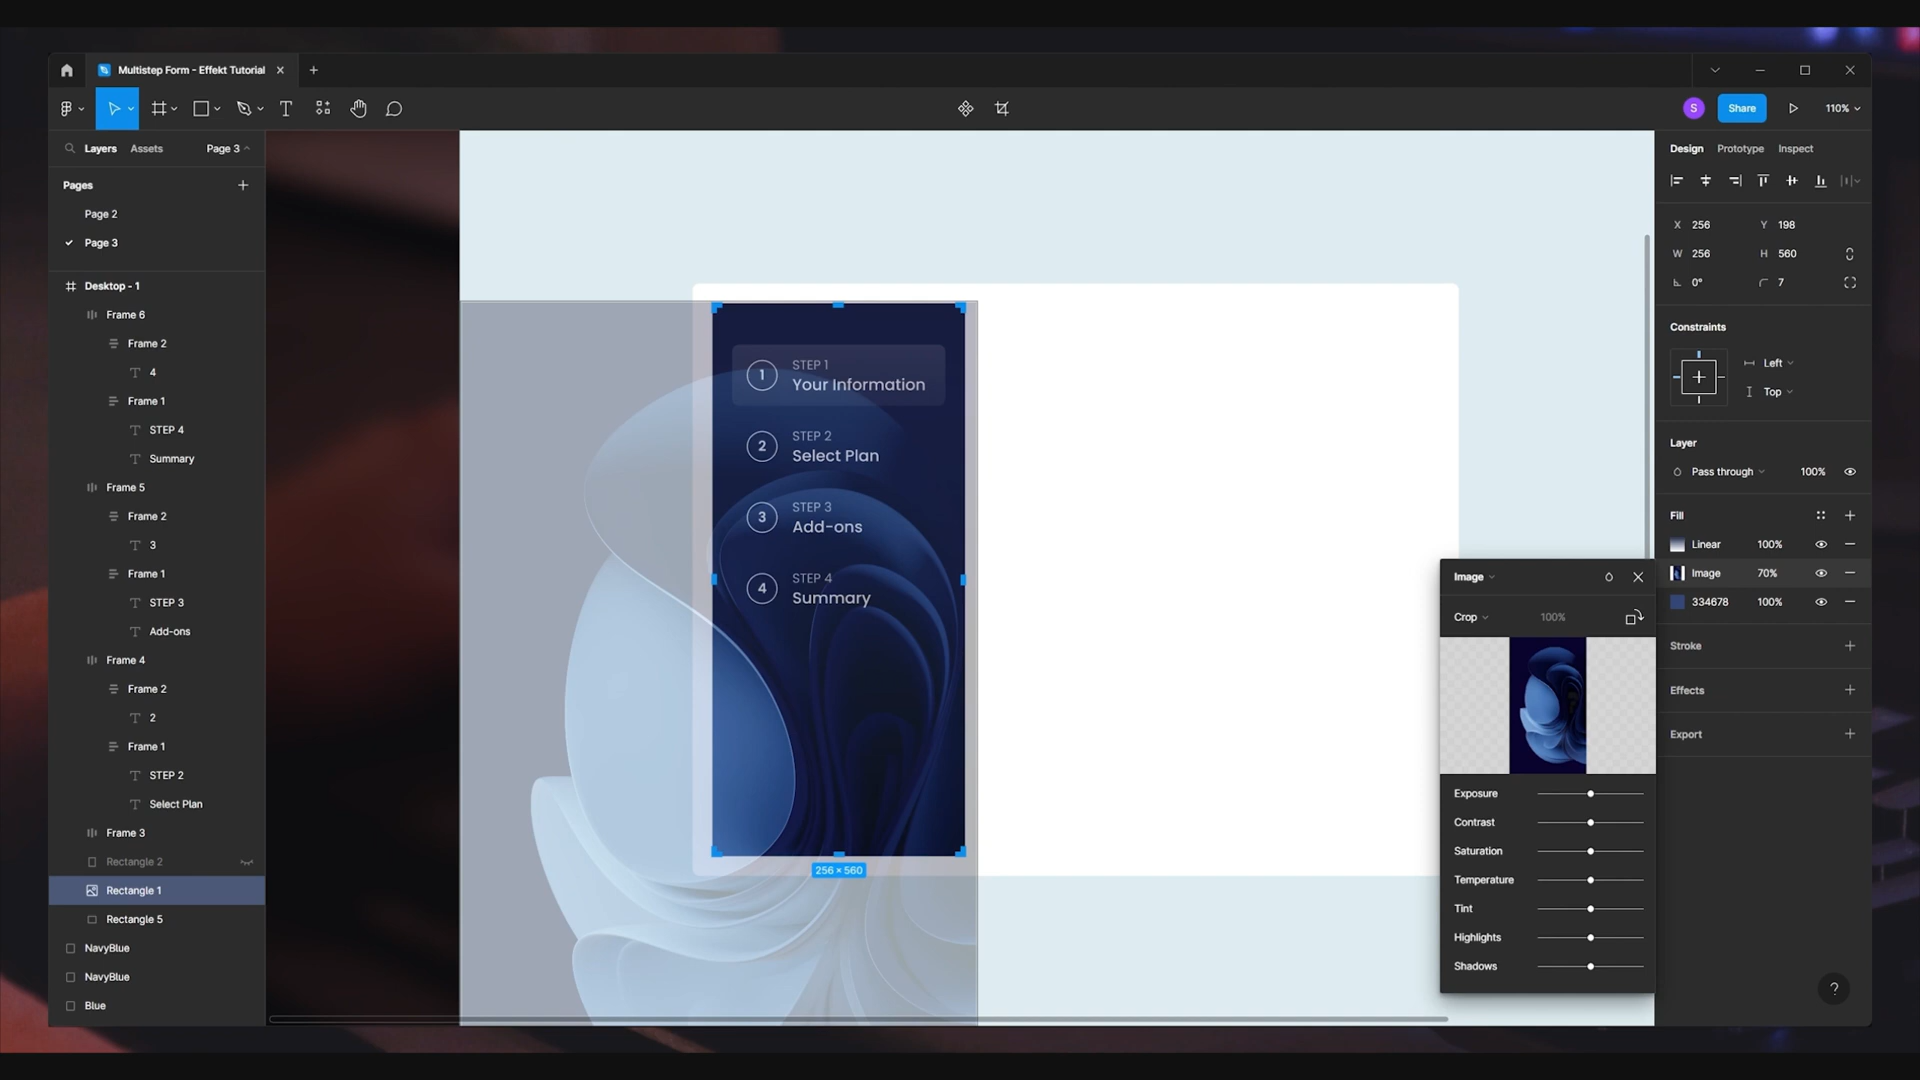 Multistep Form - Effekt Tutorial
S
Share
110%
Layers
Assets
Page 3
Pages
Page 2
Page 3
Desktop - 1
Frame 6
Frame 2
4
Frame 1
STEP 4
Summary
Frame 5
Frame 2
3
Frame 1
STEP 3
Add-ons
Frame 4
Frame 2
2
Frame 1
STEP 2
Select Plan
Frame 3
Rectangle 2
Rectangle 1
Rectangle 5
NavyBlue
NavyBlue
Blue
1
STEP 1
Your Information
2
STEP 2
Select Plan
3
STEP 3
Add-ons
4
STEP 4
Summary
256 × 560
Image
Crop
100%
Exposure
Contrast
Saturation
Temperature
Tint
Highlights
Shadows
Design
Prototype
Inspect
X 256
Y 198
W 256
H 560
0°
7
Constraints
Left
Top
Layer
Pass through
100%
Fill
Linear 100%
Image 70%
334678 100%
Stroke
Effects
Export
?